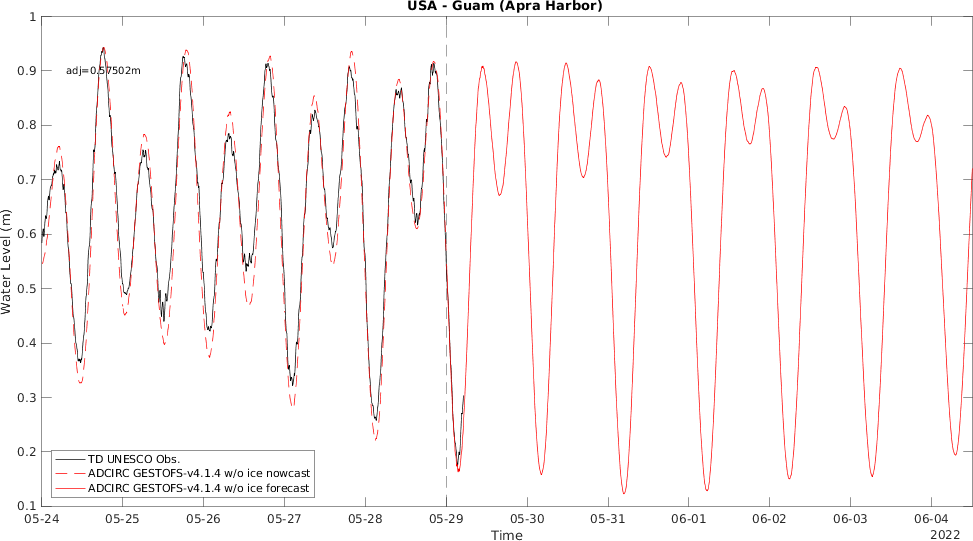 USA - Guam (Apra Harbor)
adj=0.57502m
Water Level (m)
1
0.9
0.8
0.7
0.6
0.5
0.4
0.3
0.2
0.1
TD UNESCO Obs.
ADCIRC GESTOFS-v4.1.4 w/o ice nowcast
ADCIRC GESTOFS-v4.1.4 w/o ice forecast
05-24 05-25 05-26 05-27 05-28 05-29 05-30 05-31 06-01 06-02 06-03 06-04
2022
Time